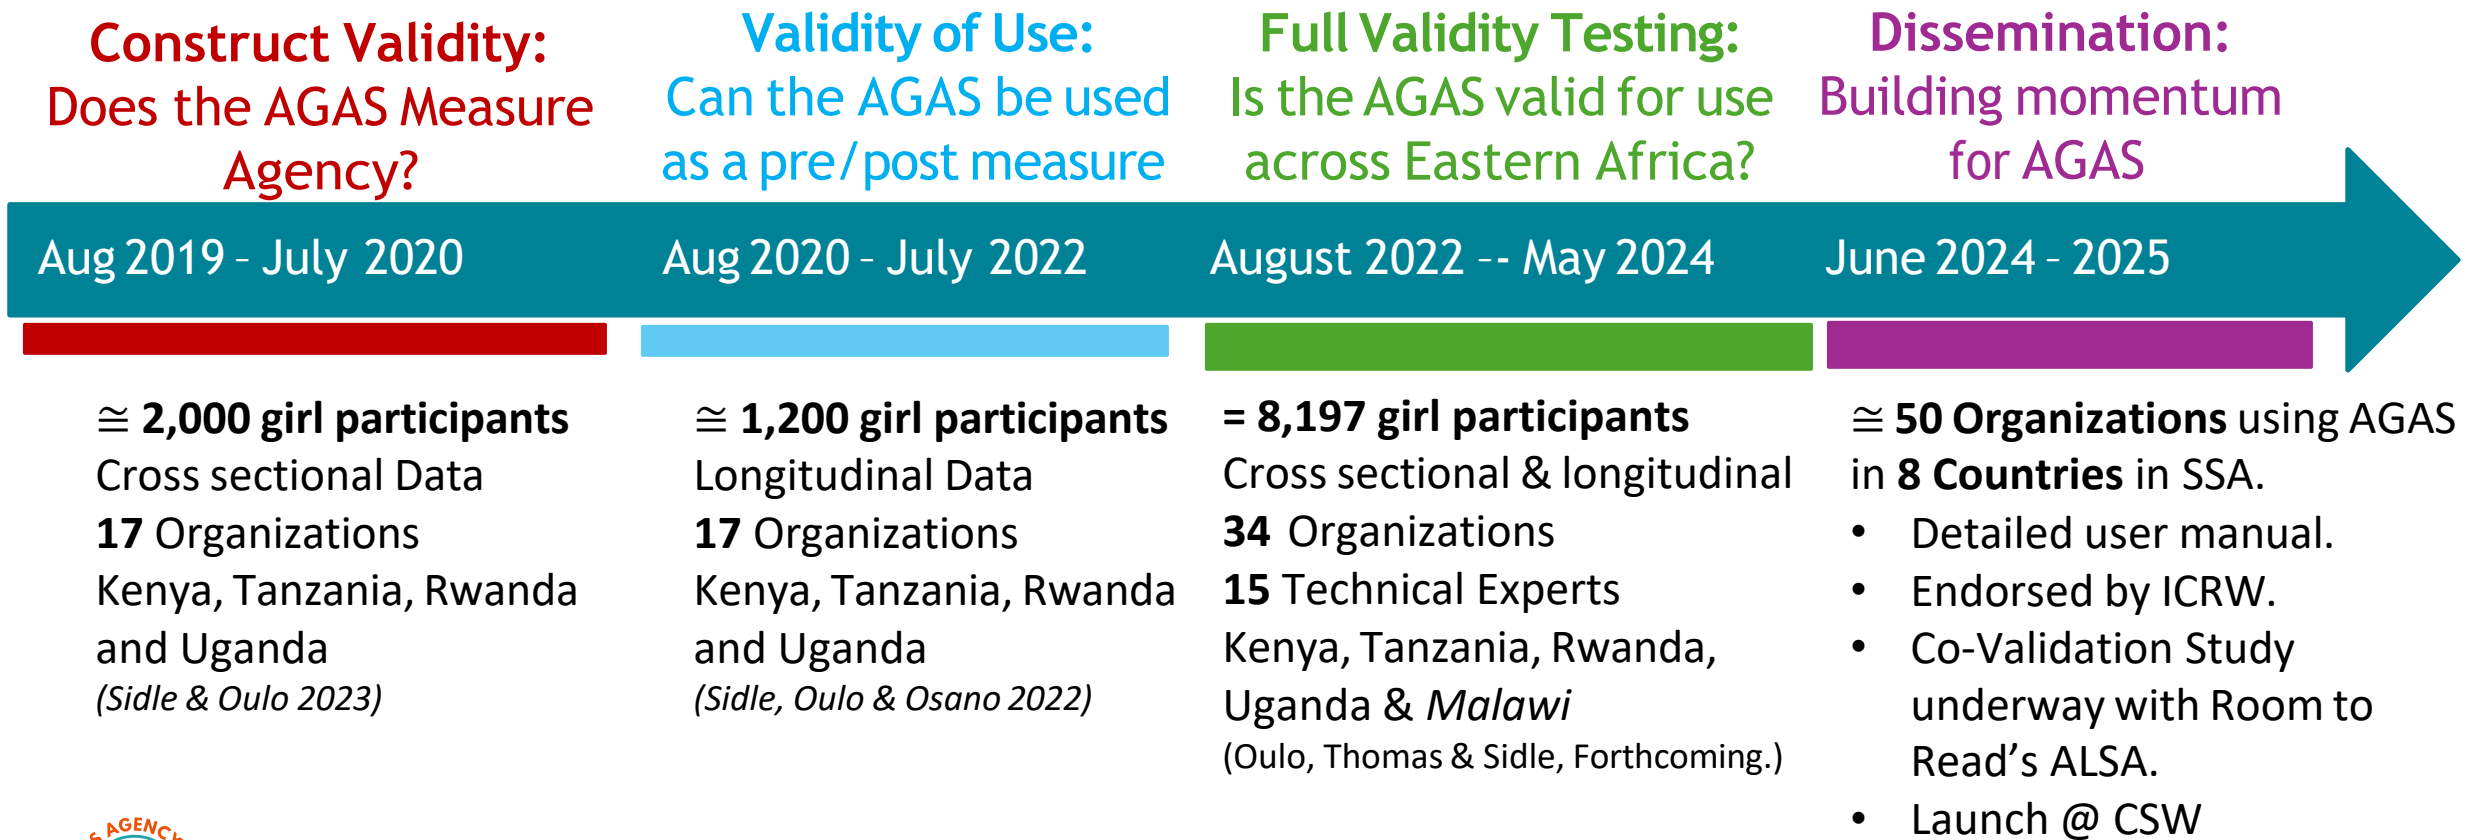 Construct Validity:
Does the AGAS Measure
Agency?
Validity of Use:
Can the AGAS be used
as a pre/post measure
Full Validity Testing:
Is the AGAS valid for use
across Eastern Africa?
Dissemination:
Building momentum
for AGAS
Aug 2019 – July 2020
Aug 2020 – July 2022
August 2022 –- May 2024
June 2024 – 2025
≅ 2,000 girl participants
Cross sectional Data
17 Organizations
Kenya, Tanzania, Rwanda
and Uganda
(Sidle & Oulo 2023)
≅ 1,200 girl participants
Longitudinal Data
17 Organizations
Kenya, Tanzania, Rwanda
and Uganda
(Sidle, Oulo & Osano 2022)
= 8,197 girl participants
Cross sectional & longitudinal
34 Organizations
15 Technical Experts
Kenya, Tanzania, Rwanda,
Uganda & Malawi
(Oulo, Thomas & Sidle, Forthcoming.)
≅ 50 Organizations using AGAS
in 8 Countries in SSA.
• Detailed user manual.
• Endorsed by ICRW.
• Co-Validation Study
underway with Room to
Read’s ALSA.
• Launch @ CSW